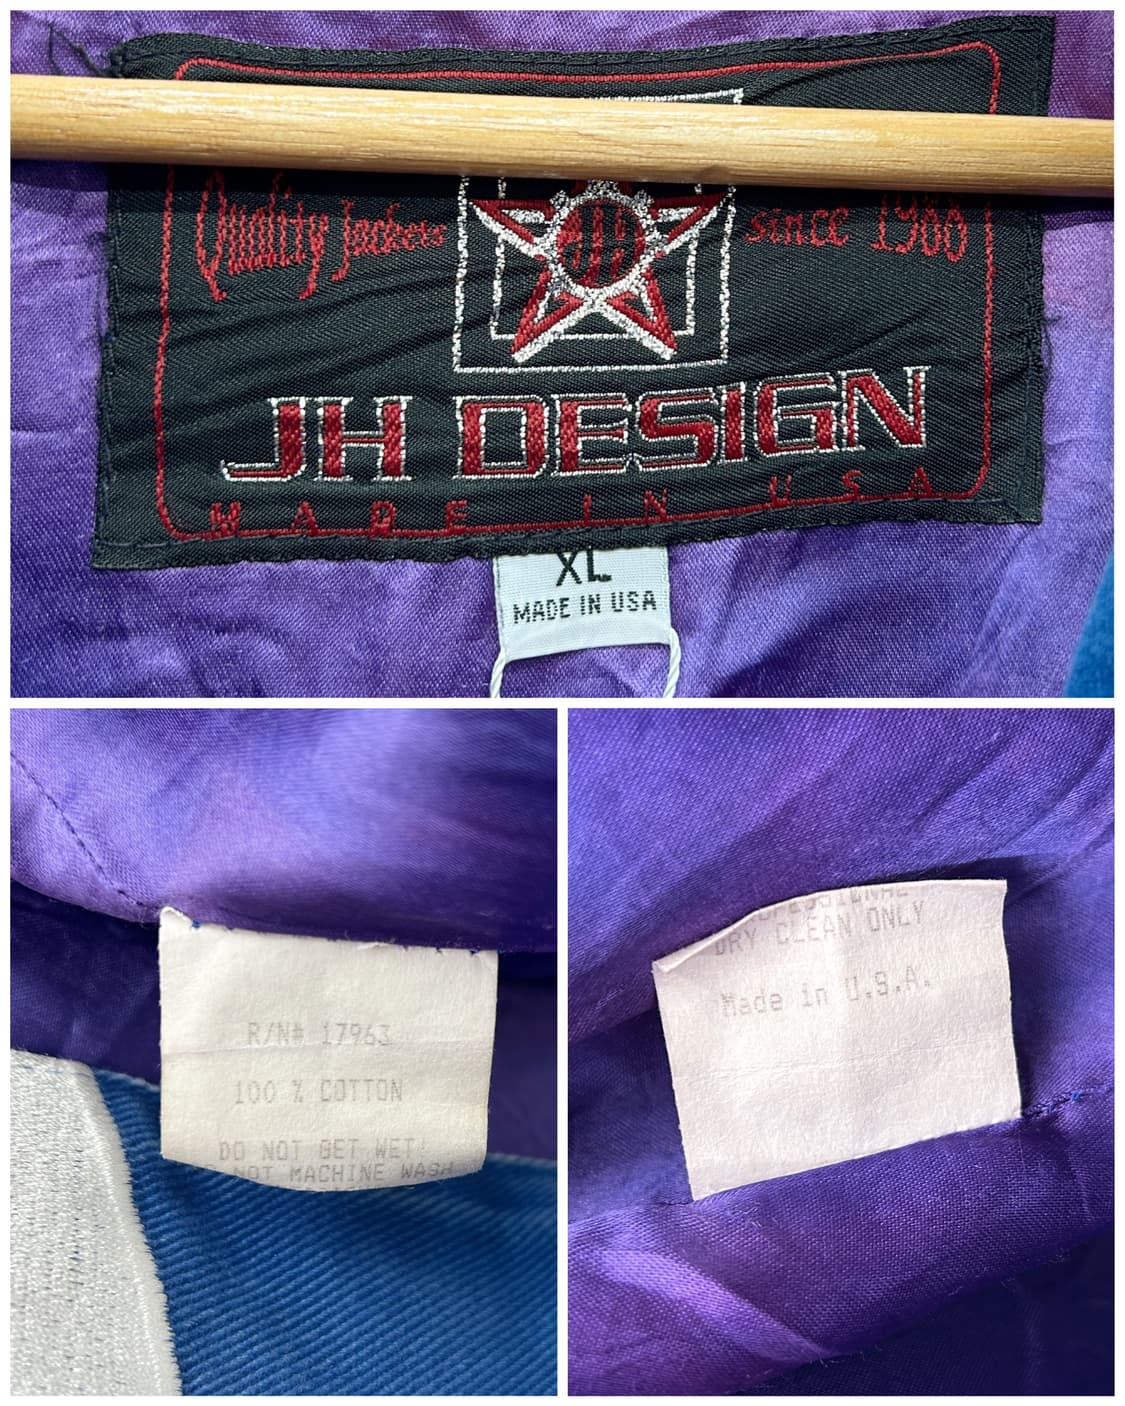 Quality Jackets
since 1986
JH
JH DESIGN
MADE IN USA
XL
MADE IN USA
R/N# 17963
100 % COTTON
DO NOT GET WET!
NOT MACHINE WASH
DRY CLEAN ONLY
Made in U.S.A.